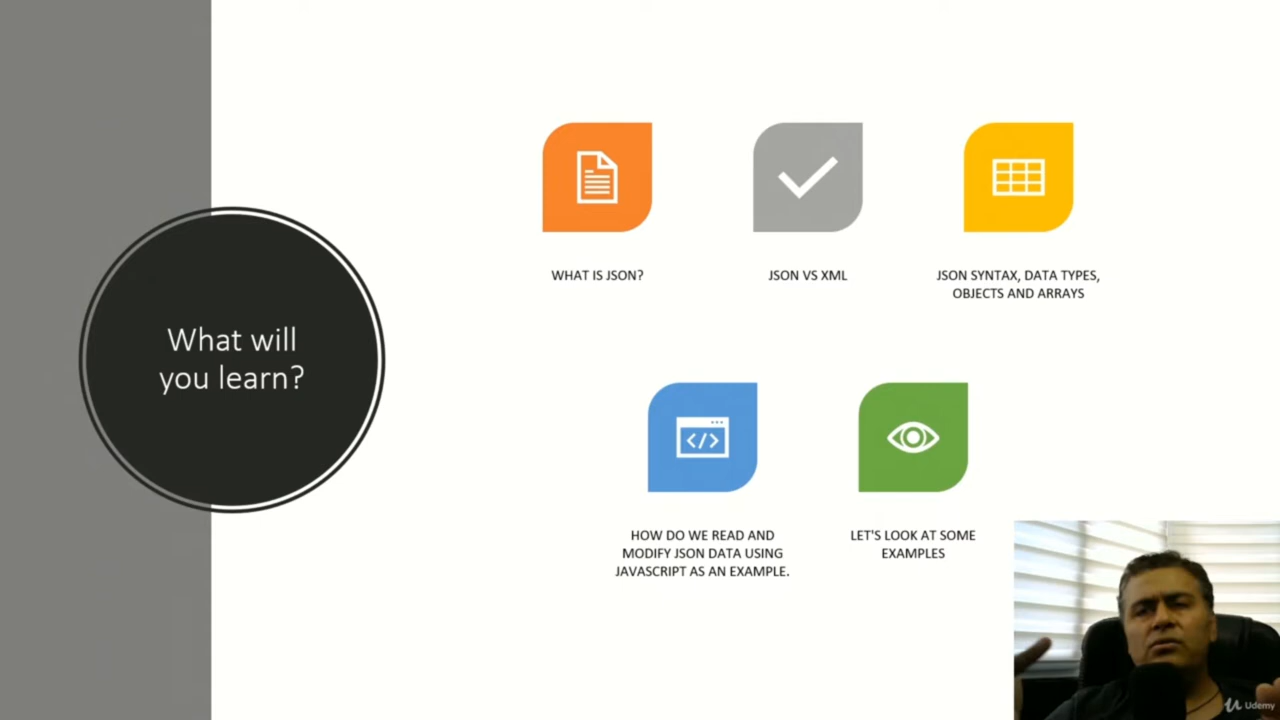 What will
you learn?
WHAT IS JSON?
JSON VS XML
JSON SYNTAX, DATA TYPES,
OBJECTS AND ARRAYS
HOW DO WE READ AND
MODIFY JSON DATA USING
JAVASCRIPT AS AN EXAMPLE.
LET'S LOOK AT SOME
EXAMPLES
Udemy